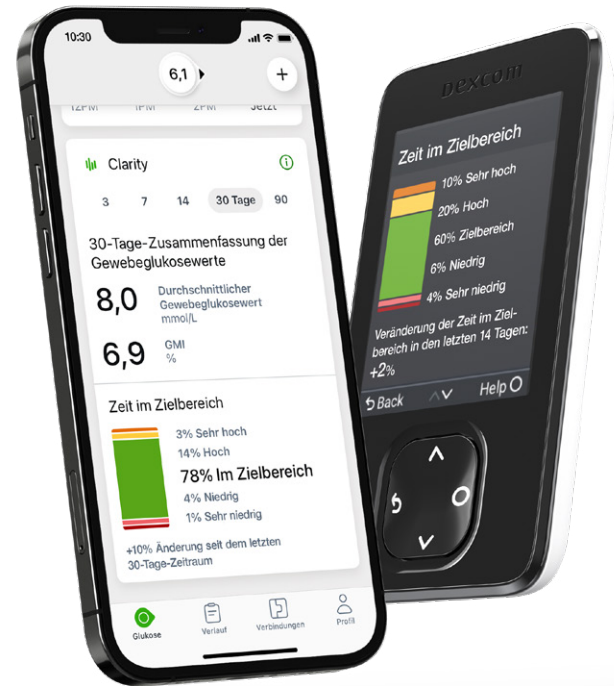 10:30
6,1
+
12PM 1PM 2PM Jetzt
Clarity
3 7 14 30 Tage 90
30-Tage-Zusammenfassung der
Gewebeglukosewerte
8,0
Durchschnittlicher
Gewebeglukosewert
mmol/L
6,9
GMI
%
Zeit im Zielbereich
3% Sehr hoch
14% Hoch
78% Im Zielbereich
4% Niedrig
1% Sehr niedrig
+10% Änderung seit dem letzten
30-Tage-Zeitraum
Glukose Verlauf Verbindungen Profil
Dexcom
Zeit im Zielbereich
10% Sehr hoch
20% Hoch
60% Zielbereich
6% Niedrig
4% Sehr niedrig
Veränderung der Zeit im Ziel-
bereich in den letzten 14 Tagen:
+2%
Back Help